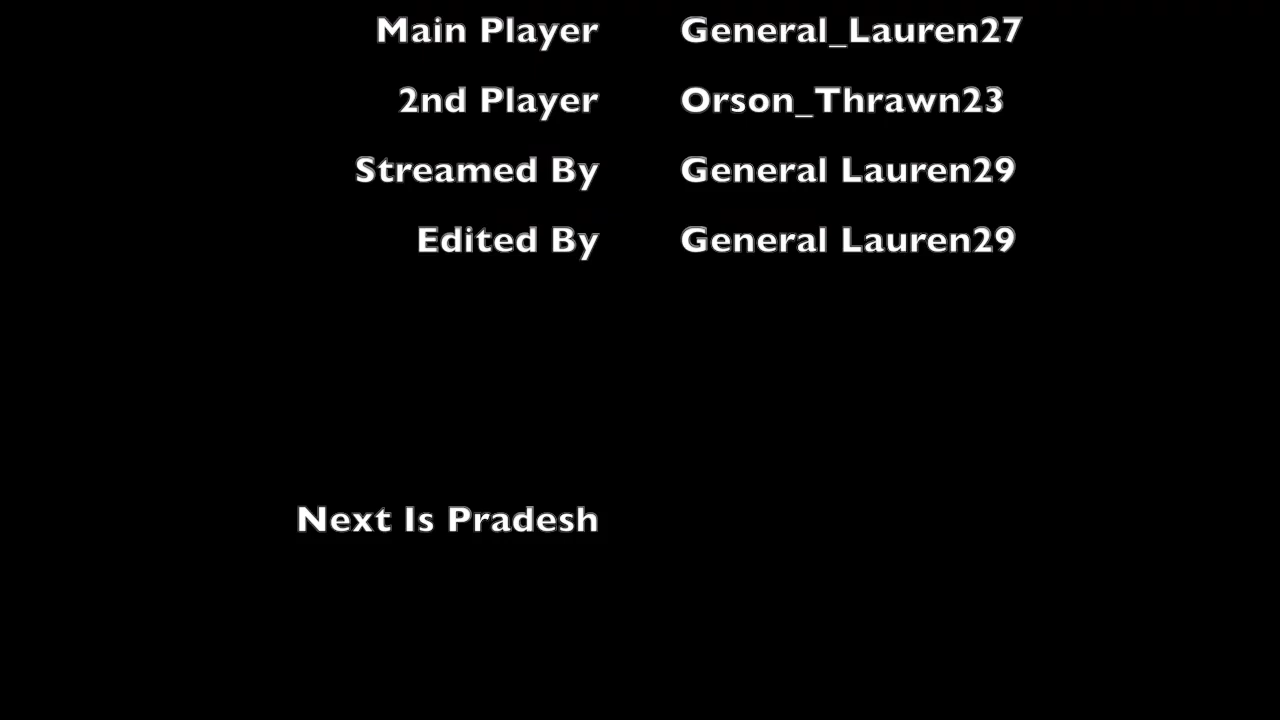 Main Player General_Lauren27
2nd Player Orson_Thrawn23
Streamed By General Lauren29
Edited By General Lauren29
Next Is Pradesh